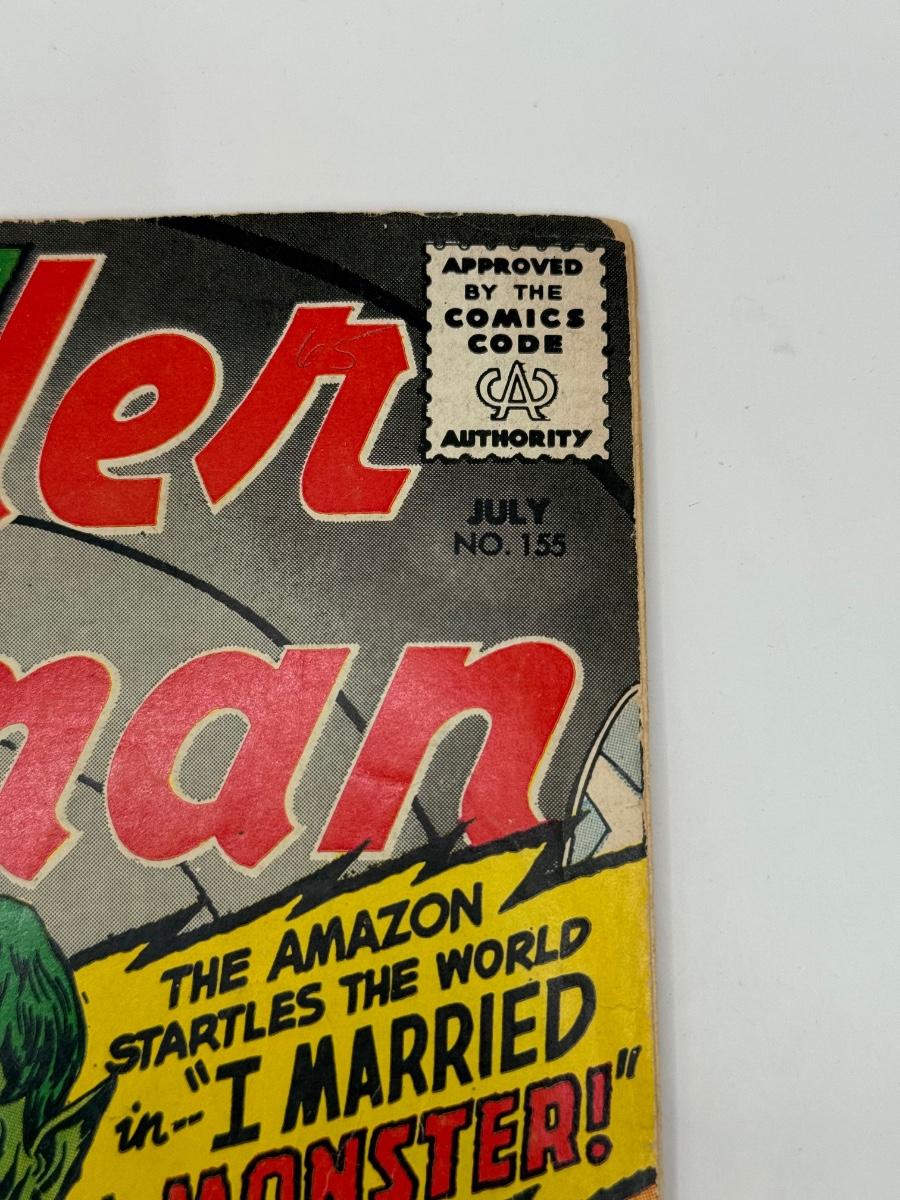 der
APPROVED
BY THE
COMICS
CODE
CA
AUTHORITY
65
JULY
NO. 155
man
THE AMAZON
STARTLES THE WORLD
in-- "I MARRIED
MONSTER!"